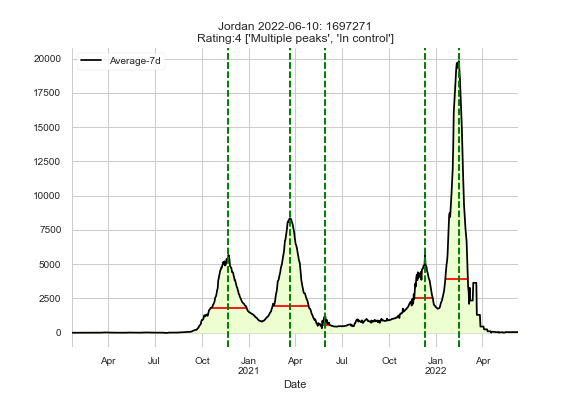 Jordan 2022-06-10: 1697271
Rating:4 ['Multiple peaks', 'In control']
Average-7d
20000
17500
15000
12500
10000
7500
5000
2500
0
Apr Jul Oct Jan Apr Jul Oct Jan Apr
2021 2022
Date